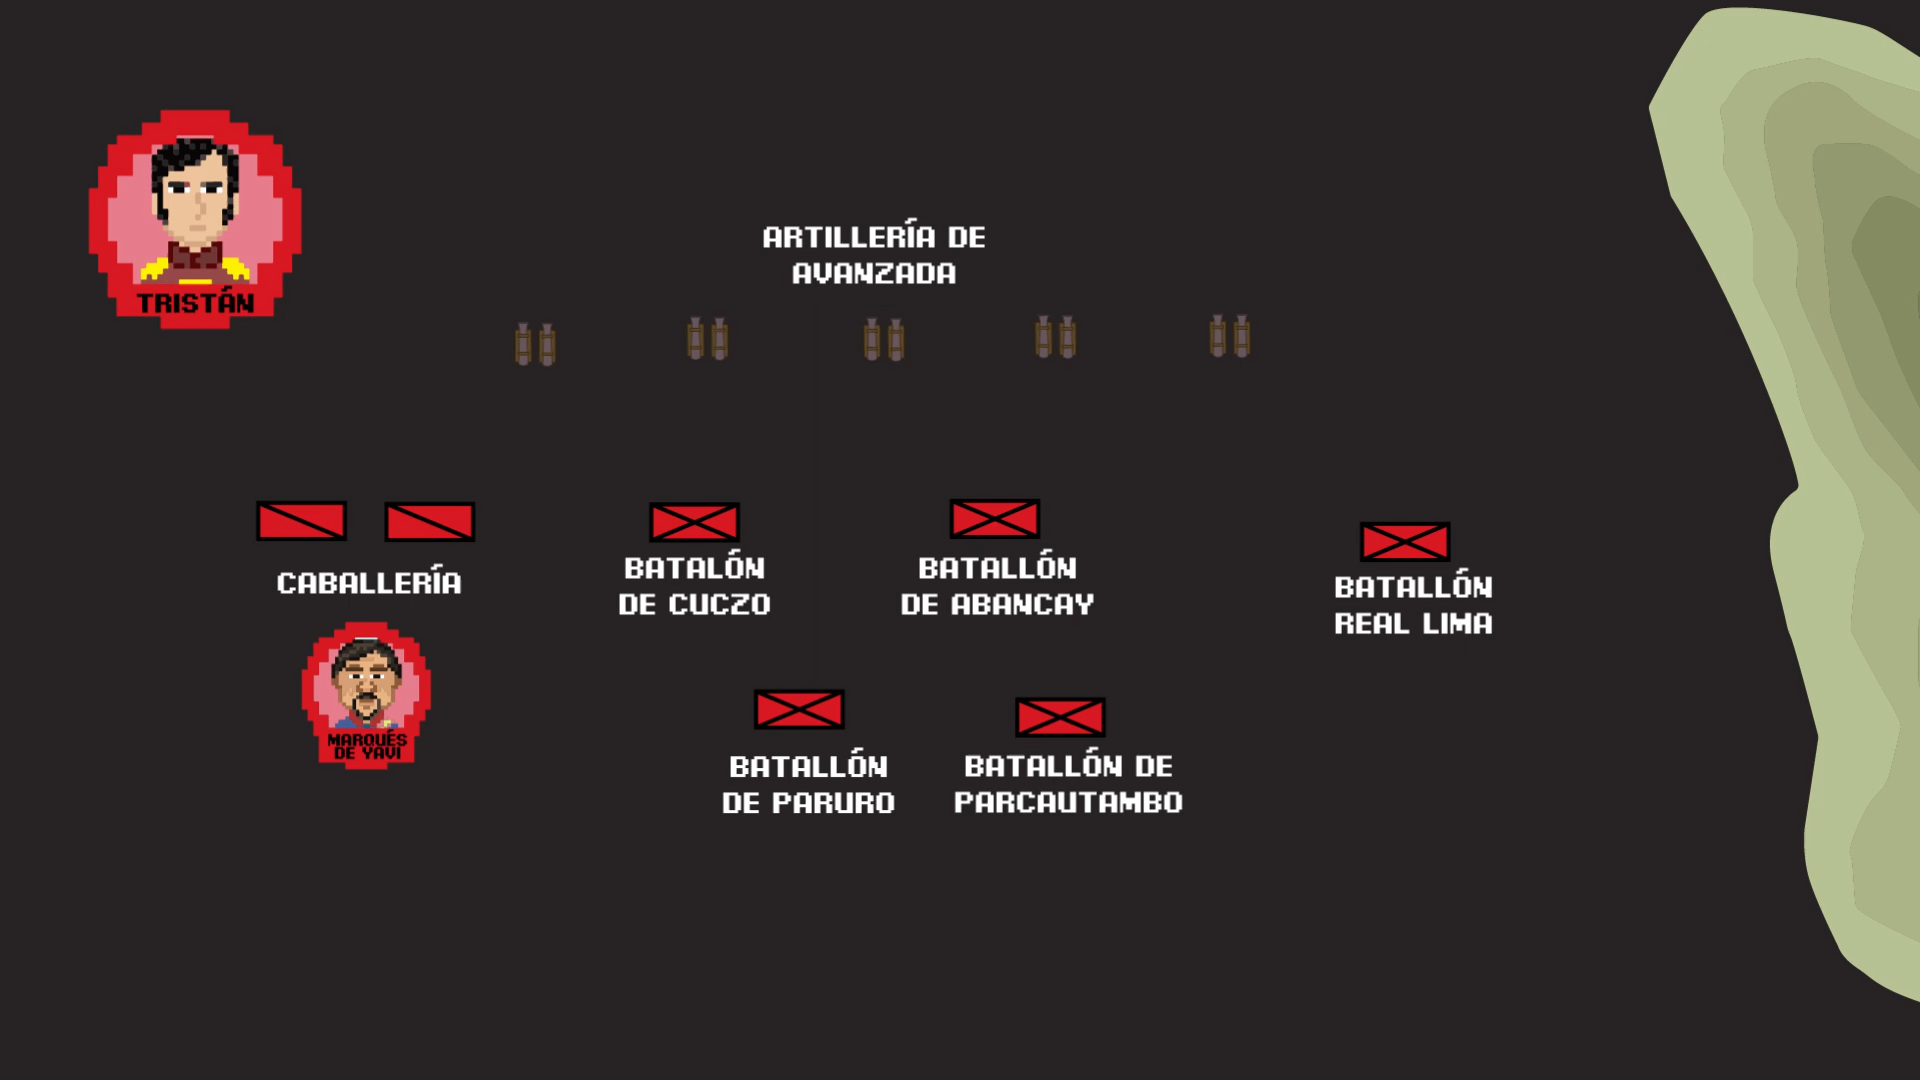 TRISTÁN
ARTILLERÍA DE
AVANZADA
CABALLERÍA
MARQUÉS
DE YAVI
BATALÓN
DE CUCZO
BATALLÓN
DE ABANCAY
BATALLÓN
REAL LIMA
BATALLÓN
DE PARURO
BATALLÓN DE
PARCAUTAMBO